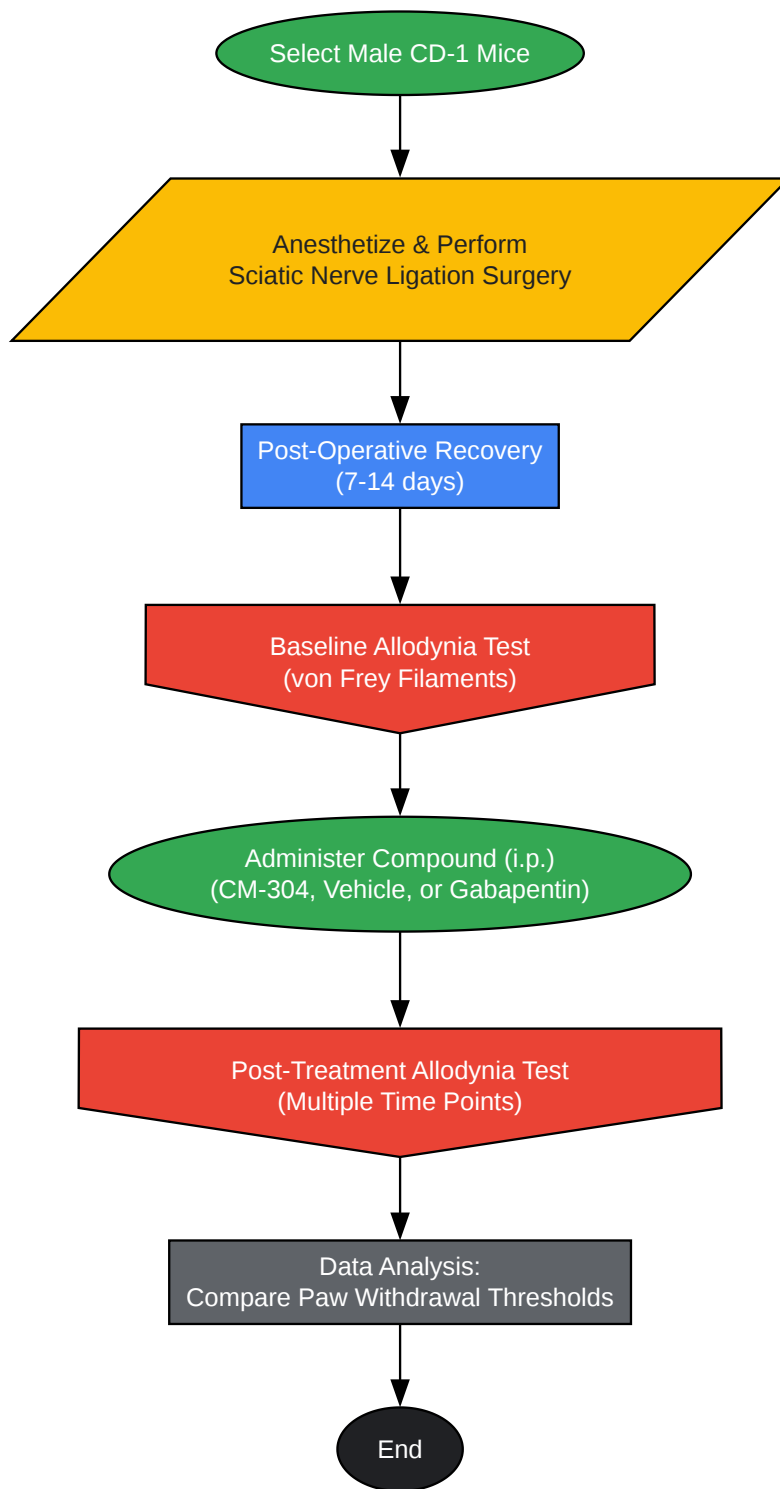 Select Male CD-1 Mice
Anesthetize & Perform
Sciatic Nerve Ligation Surgery
Post-Operative Recovery
(7-14 days)
Baseline Allodynia Test
(von Frey Filaments)
Administer Compound (i.p.)
(CM-304, Vehicle, or Gabapentin)
Post-Treatment Allodynia Test
(Multiple Time Points)
Data Analysis:
Compare Paw Withdrawal Thresholds
End